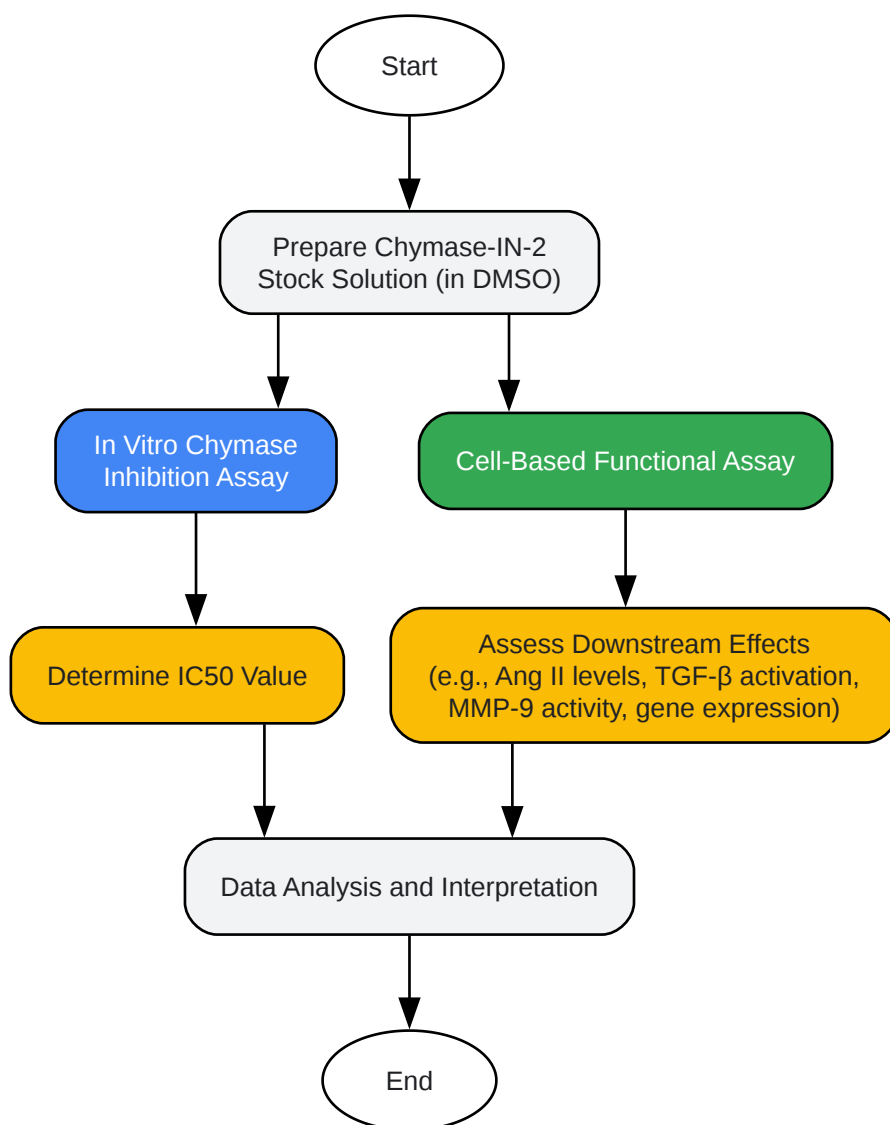 Start
Prepare Chymase-IN-2
Stock Solution (in DMSO)
In Vitro Chymase
Inhibition Assay
Cell-Based Functional Assay
Determine IC50 Value
Assess Downstream Effects
(e.g., Ang II levels, TGF-β activation,
MMP-9 activity, gene expression)
Data Analysis and Interpretation
End